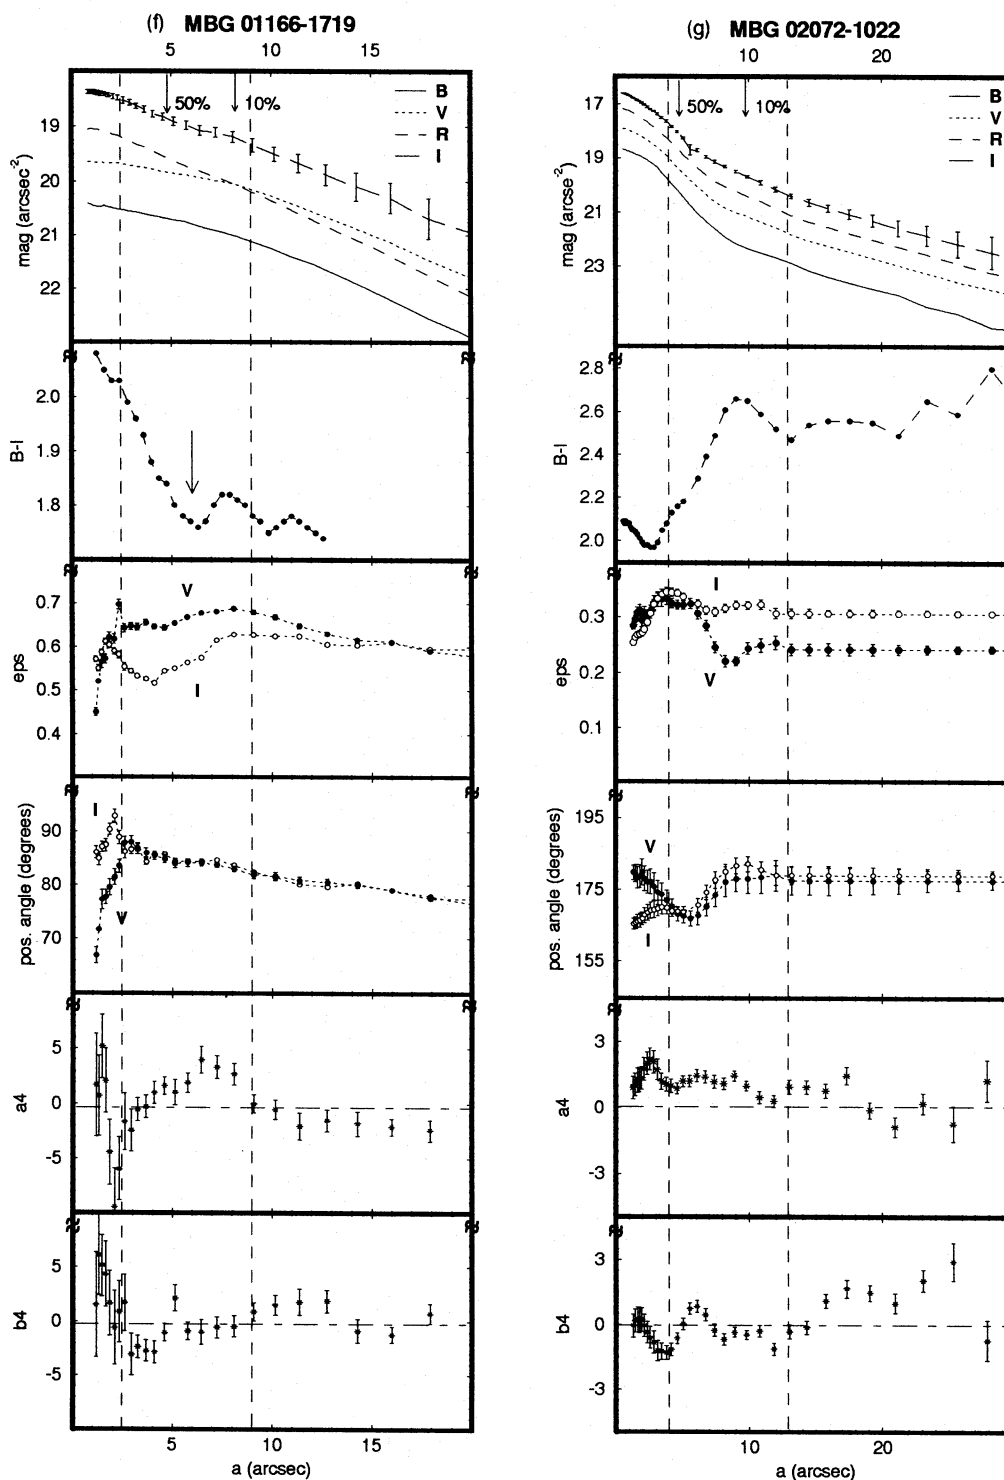 (f) MBG 01166-1719
5 10 15
50% 10%
B
V
R
I
mag (arcsec-2)
19
20
21
22
B-I
2.0
1.9
1.8
eps
0.7
0.6
0.5
0.4
V
I
pos. angle (degrees)
90
80
70
I
V
a4
5
0
-5
b4
5
0
-5
5 10 15
a (arcsec)
(g) MBG 02072-1022
10 20
50% 10%
B
V
R
I
mag (arcse-2)
17
19
21
23
B-I
2.8
2.6
2.4
2.2
2.0
eps
0.3
0.2
0.1
I
V
pos. angle (degrees)
195
175
155
V
I
a4
3
0
-3
b4
3
0
-3
10 20
a (arcsec)